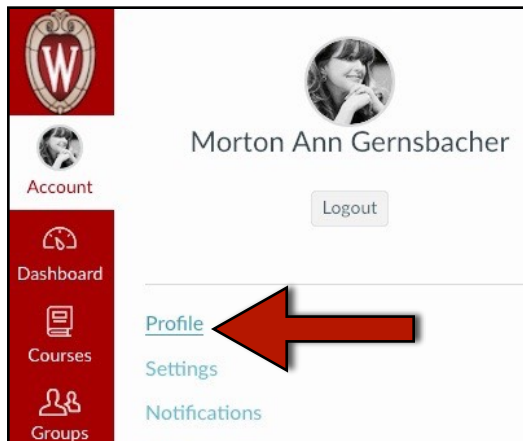 W
Account
Dashboard
Courses
Groups
Morton Ann Gernsbacher
Logout
Profile
Settings
Notifications